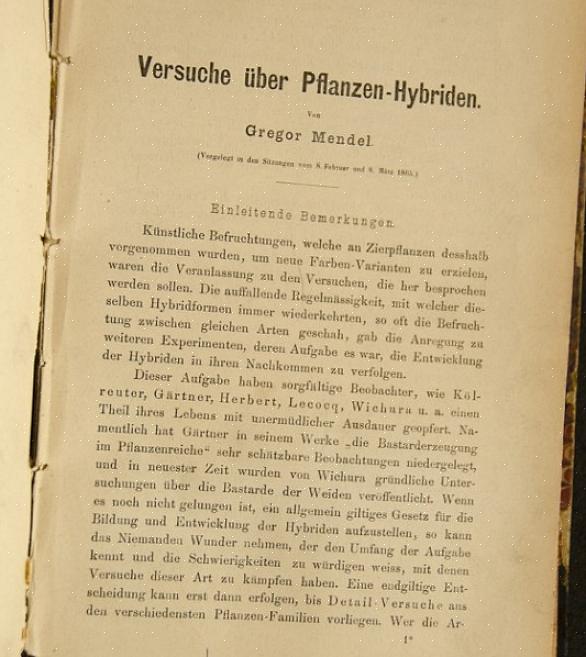 Versuche über Pflanzen-Hybriden.
Von
Gregor Mendel.
(Vorgelegt in den Sitzungen vom 8. Februar und 8. März 1865.)
Einleitende Bemerkungen.
Künstliche Befruchtungen, welche an Zierpflanzen desshalb
vorgenommen wurden, um neue Farben-Varianten zu erzielen,
waren die Veranlassung zu den Versuchen, die her besprochen
werden sollen. Die auffallende Regelmässigkeit, mit welcher die-
selben Hybridformen immer wiederkehrten, so oft die Befruch-
tung zwischen gleichen Arten geschah, gab die Anregung zu
weiteren Experimenten, deren Aufgabe es war, die Entwicklung
der Hybriden in ihren Nachkommen zu verfolgen.
Dieser Aufgabe haben sorgfältige Beobachter, wie Köl-
reuter, Gärtner, Herbert, Lecocq, Wichura u. a. einen
Theil ihres Lebens mit unermüdlicher Ausdauer geopfert. Na-
mentlich hat Gärtner in seinem Werke „die Bastarderzeugung
im Pflanzenreiche“ sehr schätzbare Beobachtungen niedergelegt,
und in neuester Zeit wurden von Wichura gründliche Unter-
suchungen über die Bastarde der Weiden veröffentlicht. Wenn
es noch nicht gelungen ist, ein allgemein giltiges Gesetz für die
Bildung und Entwicklung der Hybriden aufzustellen, so kann
das Niemanden Wunder nehmen, der den Umfang der Aufgabe
kennt und die Schwierigkeiten zu würdigen weiss, mit denen
Versuche dieser Art zu kämpfen haben. Eine endgiltige Ent-
scheidung kann erst dann erfolgen, bis Detail-Versuche aus
den verschiedensten Pflanzen-Familien vorliegen. Wer die Ar-
1*